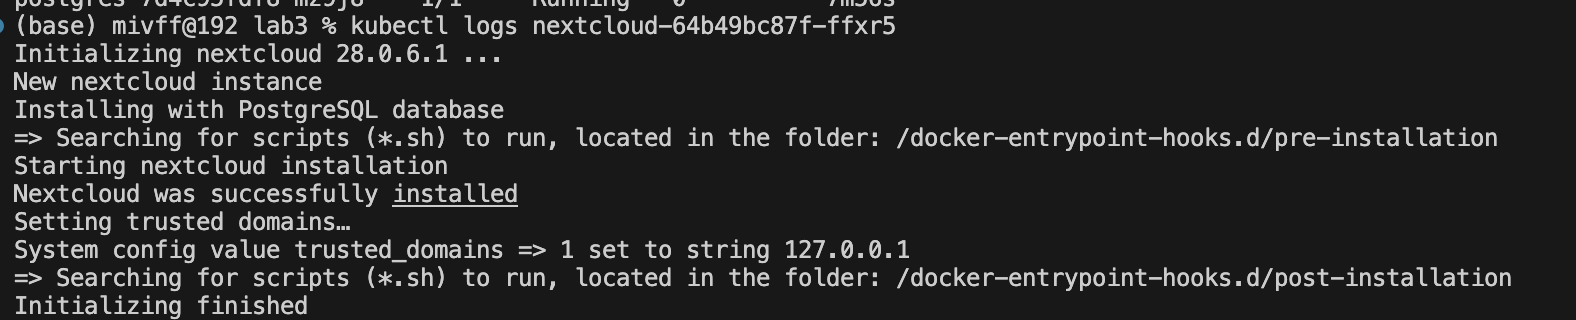 (base) mivff@192 lab3 % kubectl logs nextcloud-64b49bc87f-ffxr5
Initializing nextcloud 28.0.6.1 ...
New nextcloud instance
Installing with PostgreSQL database
=> Searching for scripts (*.sh) to run, located in the folder: /docker-entrypoint-hooks.d/pre-installation
Starting nextcloud installation
Nextcloud was successfully installed
Setting trusted domains…
System config value trusted_domains => 1 set to string 127.0.0.1
=> Searching for scripts (*.sh) to run, located in the folder: /docker-entrypoint-hooks.d/post-installation
Initializing finished